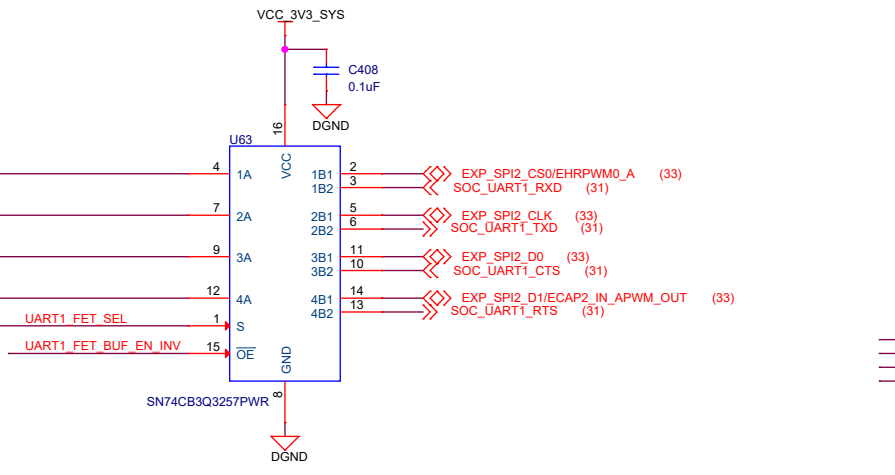 VCC_3V3_SYS
C408
0.1uF
DGND
16
U63
VCC
4 1A 1B1 2 EXP_SPI2_CS0/EHRPWM0_A (33)
1B2 3 SOC_UART1_RXD (31)
7 2A 2B1 5 EXP_SPI2_CLK (33)
2B2 6 SOC_UART1_TXD (31)
9 3A 3B1 11 EXP_SPI2_D0 (33)
3B2 10 SOC_UART1_CTS (31)
12 4A 4B1 14 EXP_SPI2_D1/ECAP2_IN_APWM_OUT (33)
4B2 13 SOC_UART1_RTS (31)
UART1_FET_SEL 1 S
UART1_FET_BUF_EN_INV 15 OE
GND
SN74CB3Q3257PWR 8
DGND